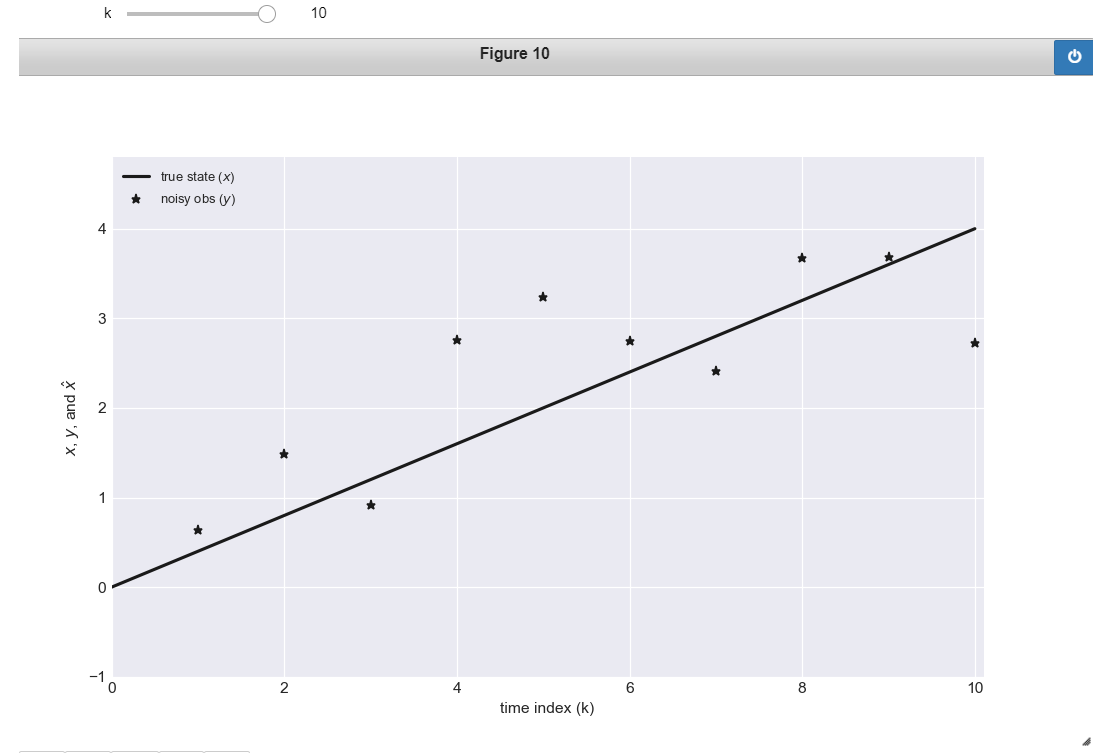 k 10
Figure 10
true state (x)
noisy obs (y)
4
3
2
1
0
−1
x, y, and x̂
0 2 4 6 8 10
time index (k)